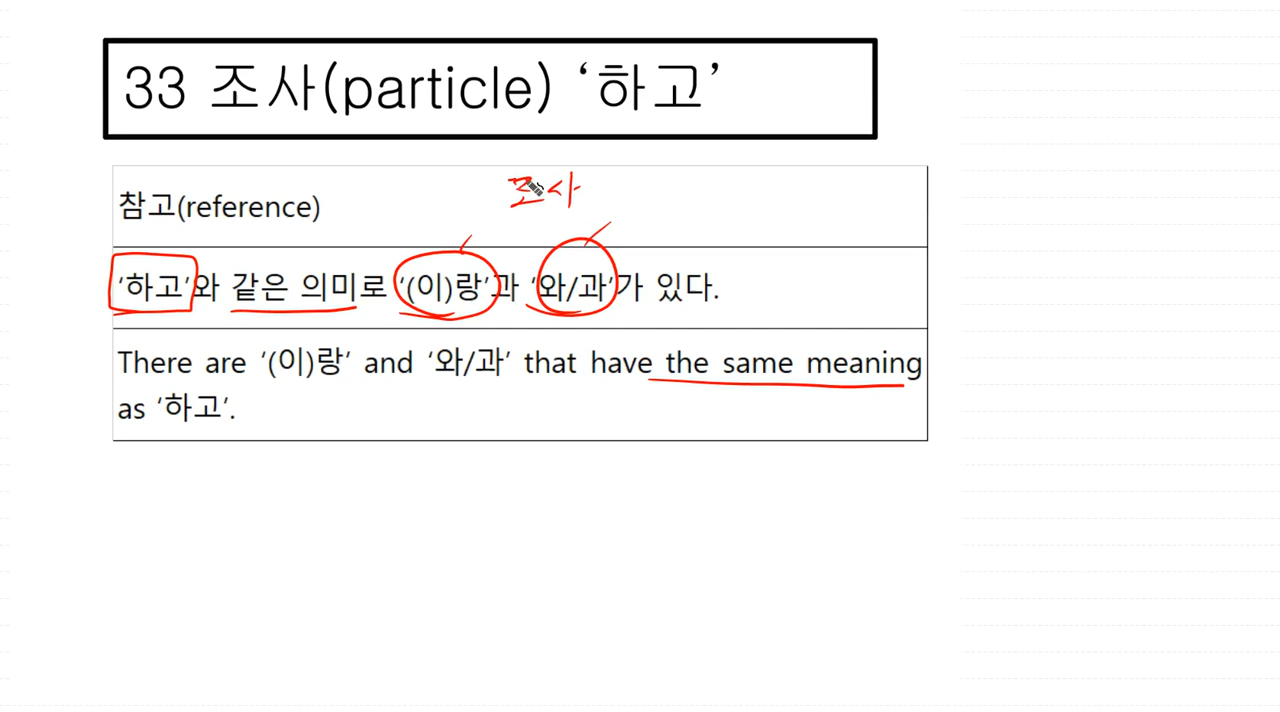 33 조사(particle) ‘하고’
조사
참고(reference)
‘하고’와 같은 의미로 ‘(이)랑’과 ‘와/과’가 있다.
There are ‘(이)랑’ and ‘와/과’ that have the same meaning
as ‘하고’.